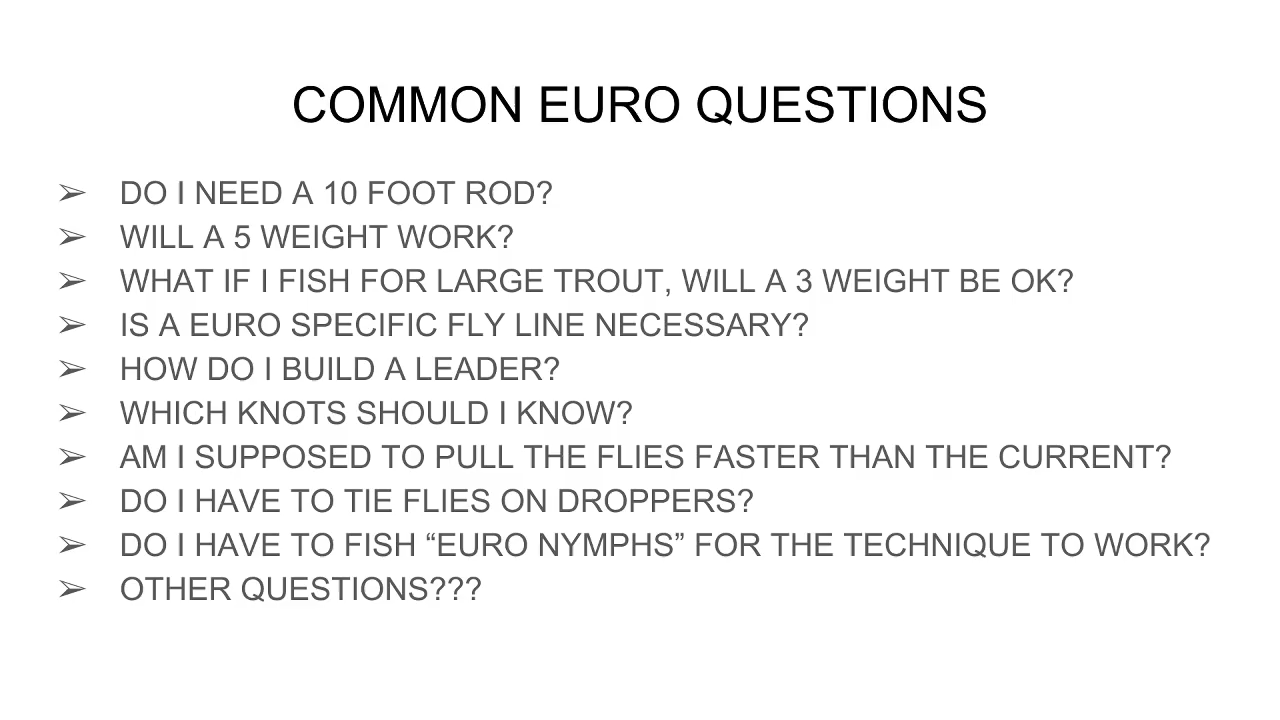 COMMON EURO QUESTIONS
➢ DO I NEED A 10 FOOT ROD?
➢ WILL A 5 WEIGHT WORK?
➢ WHAT IF I FISH FOR LARGE TROUT, WILL A 3 WEIGHT BE OK?
➢ IS A EURO SPECIFIC FLY LINE NECESSARY?
➢ HOW DO I BUILD A LEADER?
➢ WHICH KNOTS SHOULD I KNOW?
➢ AM I SUPPOSED TO PULL THE FLIES FASTER THAN THE CURRENT?
➢ DO I HAVE TO TIE FLIES ON DROPPERS?
➢ DO I HAVE TO FISH “EURO NYMPHS” FOR THE TECHNIQUE TO WORK?
➢ OTHER QUESTIONS???